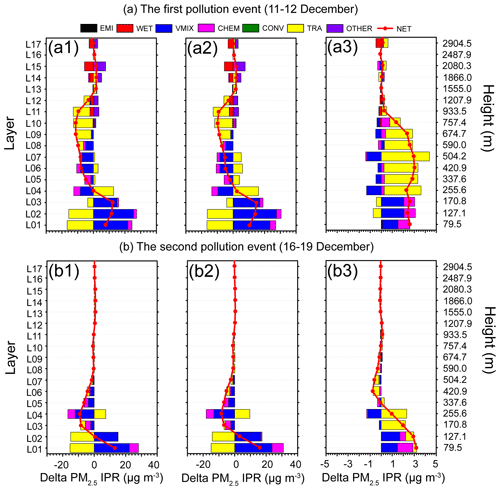 (a) The first pollution event (11-12 December)
EMI WET VMIX CHEM CONV TRA OTHER NET
(a1) (a2) (a3)
L17 2904.5
L16 2487.9
L15 2080.3
L14 1866.0
L13 1555.0
L12 1207.9
L11 933.5
L10 757.4
L09 674.7
L08 590.0
L07 504.2
L06 420.9
L05 337.6
L04 255.6
L03 170.8
L02 127.1
L01 79.5
Layer
Height (m)
(b) The second pollution event (16-19 December)
(b1) (b2) (b3)
L17 2904.5
L16 2487.9
L15 2080.3
L14 1866.0
L13 1555.0
L12 1207.9
L11 933.5
L10 757.4
L09 674.7
L08 590.0
L07 504.2
L06 420.9
L05 337.6
L04 255.6
L03 170.8
L02 127.1
L01 79.5
Layer
Height (m)
-20 0 20 40 -20 0 20 40 -3 0 3 6
Delta PM2.5 IPR (μg m-3) Delta PM2.5 IPR (μg m-3) Delta PM2.5 IPR (μg m-3)